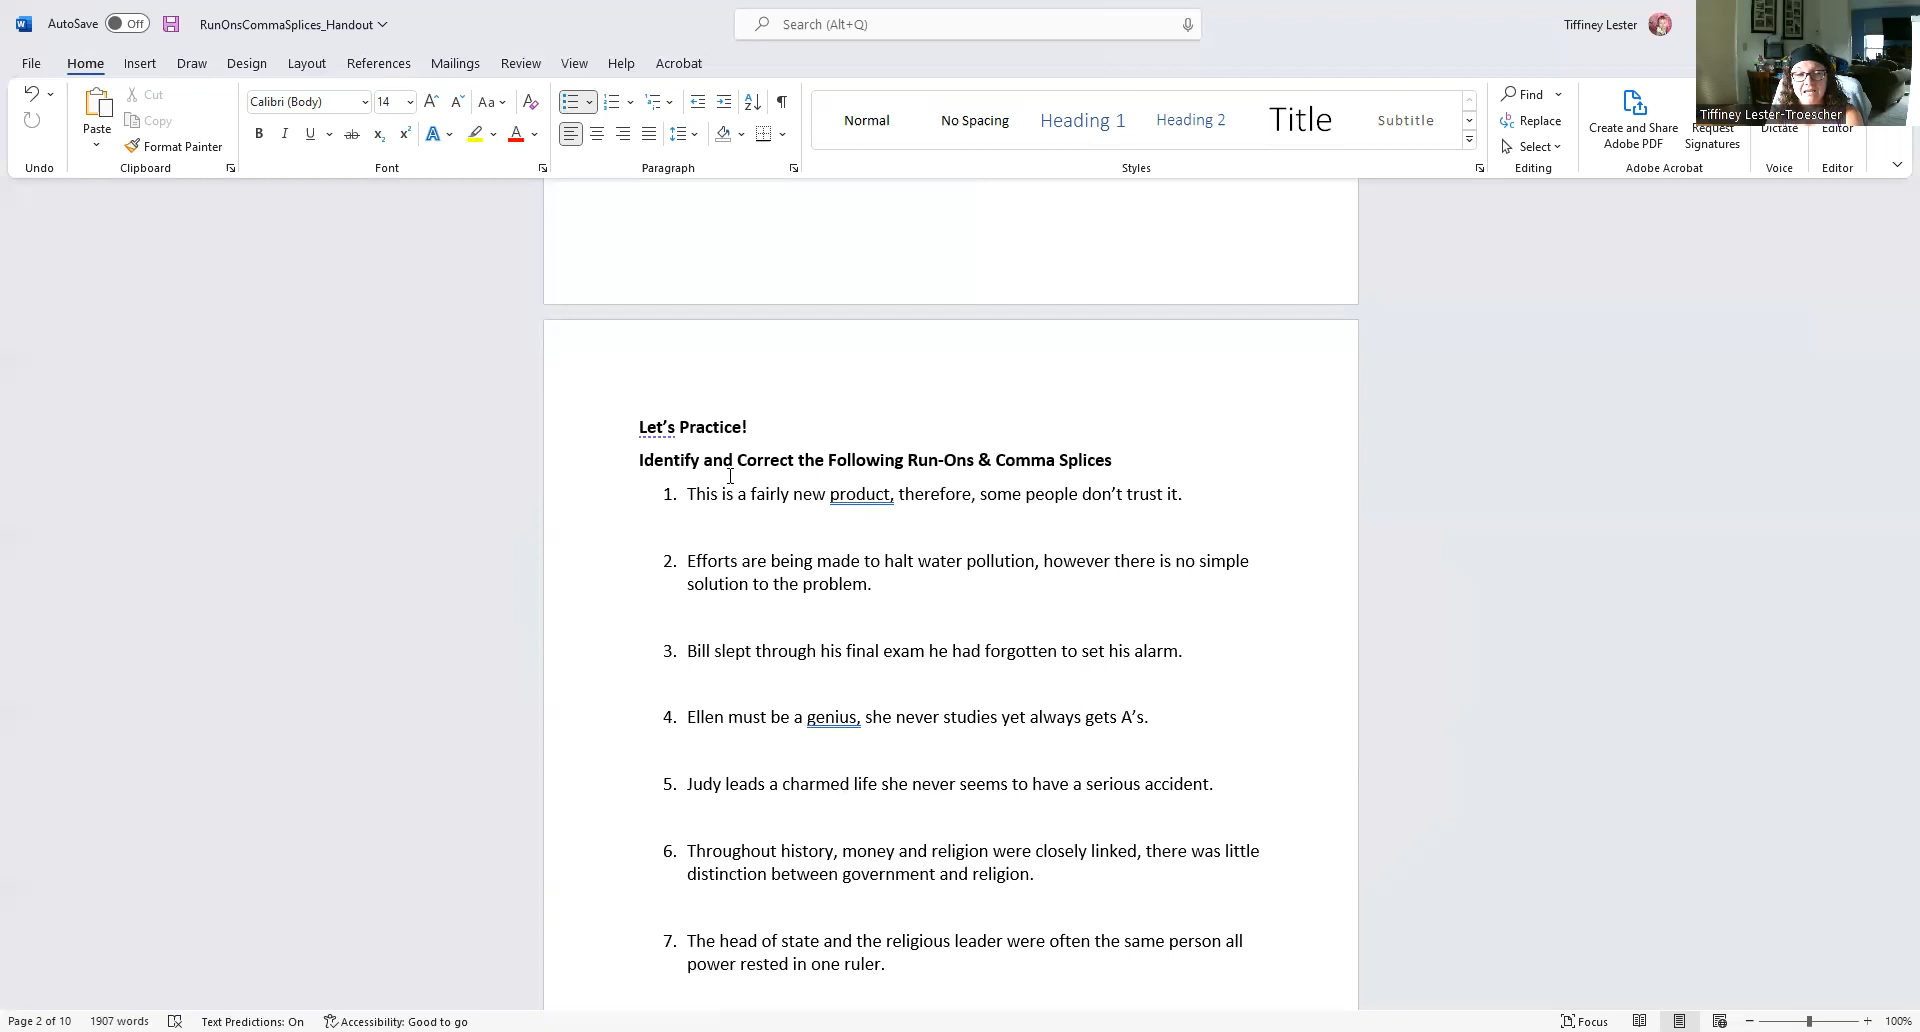 AutoSave Off RunOnsCommaSplices_Handout Search (Alt+Q) Tiffiney Lester
File Home Insert Draw Design Layout References Mailings Review View Help Acrobat
Paste Cut Copy Format Painter
Calibri (Body) 14 Aa
Normal No Spacing Heading 1 Heading 2 Title Subtitle
Find Replace Select
Create and Share Adobe PDF
Request Signatures
Dictate Editor
Tiffiney Lester-Troescher
Undo Clipboard Font Paragraph Styles Editing Adobe Acrobat Voice Editor
Let’s Practice!
Identify and Correct the Following Run-Ons & Comma Splices
1. This is a fairly new product, therefore, some people don’t trust it.
2. Efforts are being made to halt water pollution, however there is no simple
solution to the problem.
3. Bill slept through his final exam he had forgotten to set his alarm.
4. Ellen must be a genius, she never studies yet always gets A’s.
5. Judy leads a charmed life she never seems to have a serious accident.
6. Throughout history, money and religion were closely linked, there was little
distinction between government and religion.
7. The head of state and the religious leader were often the same person all
power rested in one ruler.
Page 2 of 10 1907 words Text Predictions: On Accessibility: Good to go Focus 100%